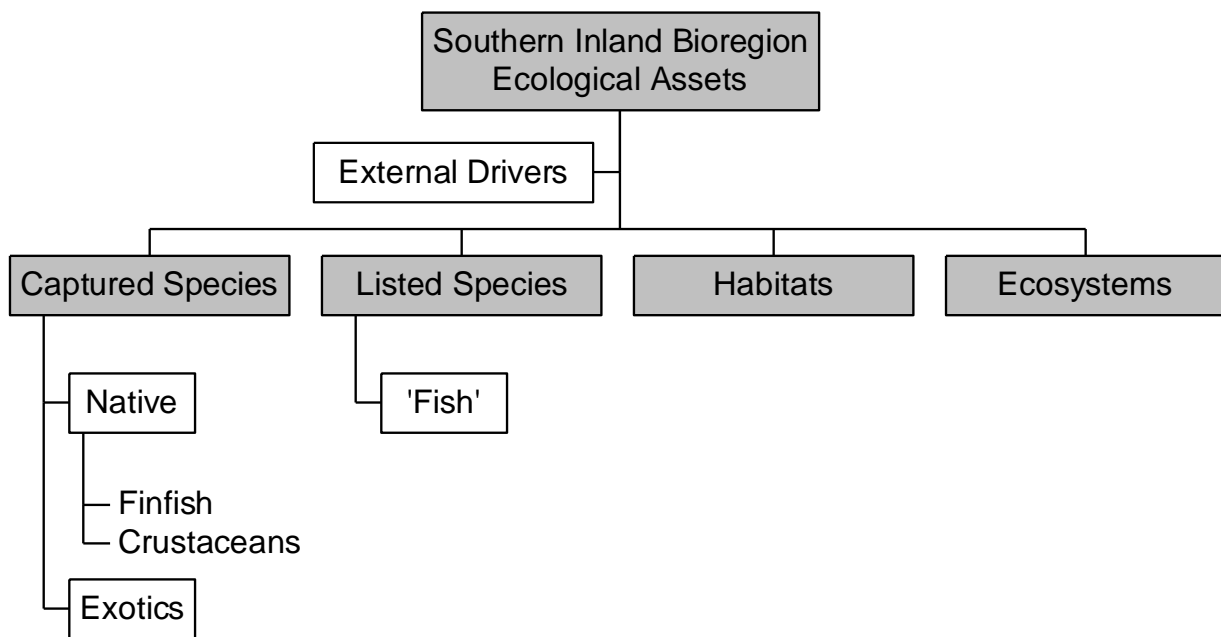 Southern Inland Bioregion
Ecological Assets
External Drivers
Captured Species
Listed Species
Habitats
Ecosystems
Native
'Fish'
Finfish
Crustaceans
Exotics